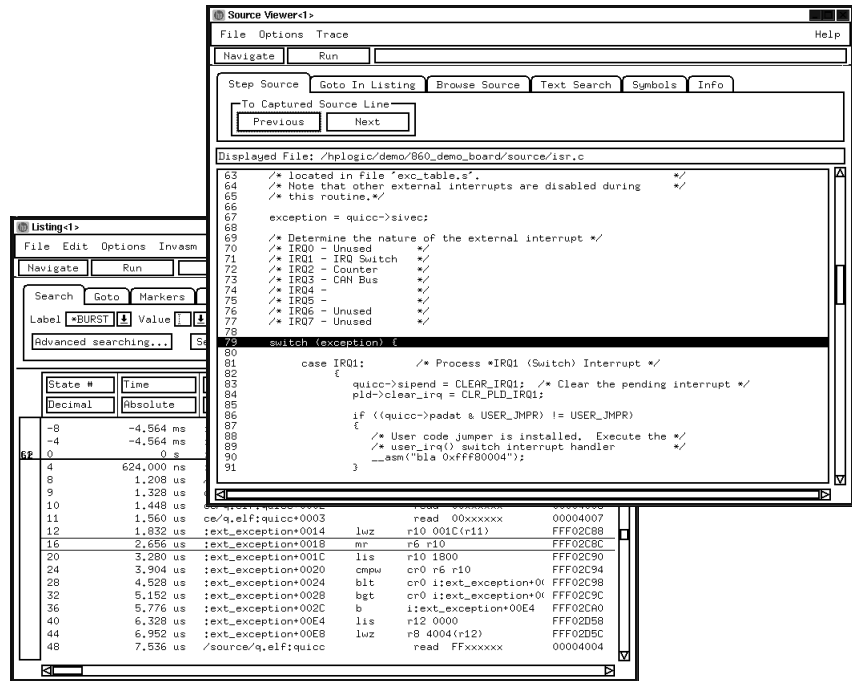 Source Viewer<1>
File Options Trace Help
Navigate Run
Step Source Goto In Listing Browse Source Text Search Symbols Info
To Captured Source Line
Previous Next
Displayed File: /hplogic/demo/860_demo_board/source/isr.c
63 /* located in file 'exc_table.s'. */
64 /* Note that other external interrupts are disabled during */
65 /* this routine.*/
66
67 exception = quicc->sivec;
68
69 /* Determine the nature of the external interrupt */
70 /* IRQ0 - Unused */
71 /* IRQ1 - IRQ Switch */
72 /* IRQ2 - Counter */
73 /* IRQ3 - CAN Bus */
74 /* IRQ4 - */
75 /* IRQ5 - */
76 /* IRQ6 - Unused */
77 /* IRQ7 - Unused */
78
79 switch (exception) {
80
81 case IRQ1: /* Process *IRQ1 (Switch) Interrupt */
82 {
83 quicc->sipend = CLEAR_IRQ1; /* Clear the pending interrupt */
84 pld->clear_irq = CLR_PLD_IRQ1;
85
86 if ((quicc->padat & USER_JMPR) != USER_JMPR)
87 {
88 /* User code jumper is installed. Execute the */
89 /* user_irq() switch interrupt handler */
90 __asm("bla 0xfff80004");
91 }
Listing<1>
File Edit Options Invasm
Navigate Run
Search Goto Markers
Label *BURST Value
Advanced searching... Se
State # Time
Decimal Absolute
-8 -4.564 ms
-4 -4.564 ms
0 0 s
4 624.000 ns
8 1.208 us
9 1.328 us
10 1.448 us ce/q.elf:quicc+0002 read 00xxxxxx 00004006
11 1.560 us ce/q.elf:quicc+0003 read 00xxxxxx 00004007
12 1.832 us :ext_exception+0014 lwz r10 001C(r11) FFF02C88
16 2.656 us :ext_exception+0018 mr r6 r10 FFF02C8C
20 3.280 us :ext_exception+001C lis r10 1800 FFF02C90
24 3.904 us :ext_exception+0020 cmpw cr0 r6 r10 FFF02C94
28 4.528 us :ext_exception+0024 blt cr0 i:ext_exception+0( FFF02C98
32 5.152 us :ext_exception+0028 bgt cr0 i:ext_exception+0( FFF02C9C
36 5.776 us :ext_exception+002C b i:ext_exception+00E4 FFF02CA0
40 6.328 us :ext_exception+00E4 lis r12 0000 FFF02D58
44 6.952 us :ext_exception+00E8 lwz r8 4004(r12) FFF02D5C
48 7.536 us /source/q.elf:quicc read FFxxxxxx 00004004